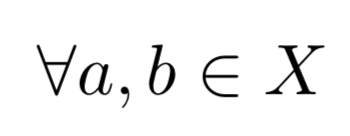 ∀a, b ∈ X